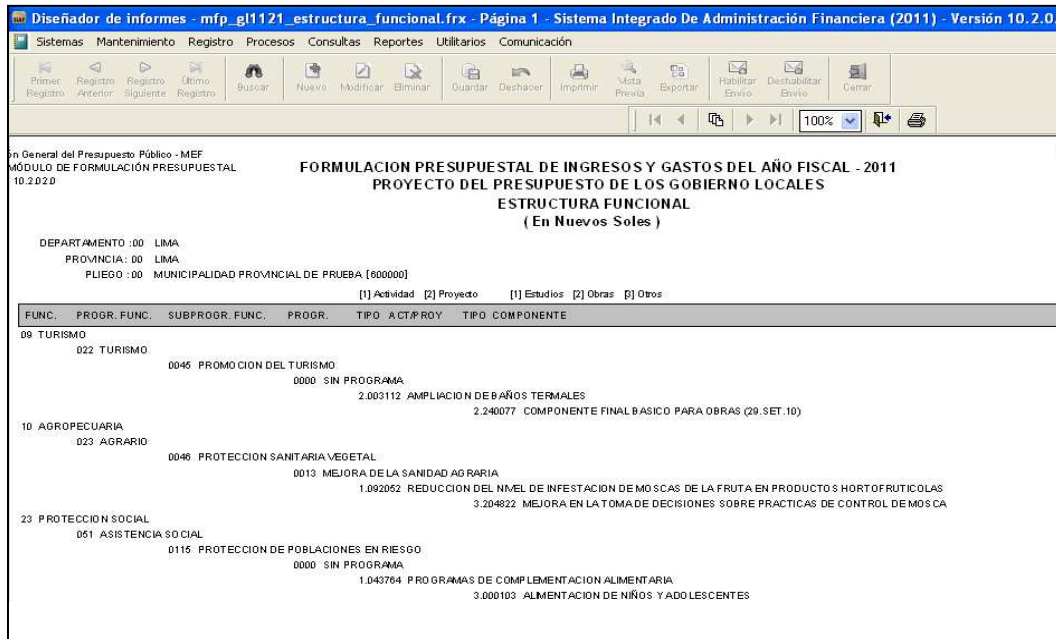 Diseñador de informes - mfp_gl1121_estructura_funcional.frx - Página 1 - Sistema Integrado De Administración Financiera (2011) - Versión 10.2.0.
Sistemas Mantenimiento Registro Procesos Consultas Reportes Utilitarios Comunicación
Primer Registro Registro Anterior Registro Siguiente Último Registro Buscar Nuevo Modificar Eliminar Guardar Deshacer Imprimir Vista Previa Exportar Habilitar Envio Deshabilitar Envio Cerrar
100%
ón General del Presupuesto Público - MEF
MÓDULO DE FORMULACIÓN PRESUPUESTAL
10.2.02.0
FORMULACION PRESUPUESTAL DE INGRESOS Y GASTOS DEL AÑO FISCAL - 2011
PROYECTO DEL PRESUPUESTO DE LOS GOBIERNO LOCALES
ESTRUCTURA FUNCIONAL
( En Nuevos Soles )
DEPARTAMENTO :00 LIMA
PROVINCIA: 00 LIMA
PLIEGO : 00 MUNICIPALIDAD PROVINCIAL DE PRUEBA [600000]
[1] Actividad [2] Proyecto [1] Estudios [2] Obras [3] Otros
FUNC. PROGR. FUNC. SUBPROGR. FUNC. PROGR. TIPO ACT/PROY TIPO COMPONENTE
09 TURISMO
022 TURISMO
0045 PROMOCION DEL TURISMO
0000 SIN PROGRAMA
2.003112 AMPLIACION DE BAÑOS TERMALES
2.240077 COMPONENTE FINAL BASICO PARA OBRAS (29.SET.10)
10 AGROPECUARIA
023 AGRARIO
0046 PROTECCION SANITARIA VEGETAL
0013 MEJORA DE LA SANIDAD AGRARIA
1.092052 REDUCCION DEL NIVEL DE INFESTACION DE MOSCAS DE LA FRUTA EN PRODUCTOS HORTOFRUTICOLAS
3.204822 MEJORA EN LA TOMA DE DECISIONES SOBRE PRACTICAS DE CONTROL DE MOSCA
23 PROTECCION SOCIAL
051 ASISTENCIA SOCIAL
0115 PROTECCION DE POBLACIONES EN RIESGO
0000 SIN PROGRAMA
1.043764 PROGRAMAS DE COMPLEMENTACION ALIMENTARIA
3.000103 ALIMENTACION DE NIÑOS Y ADOLESCENTES